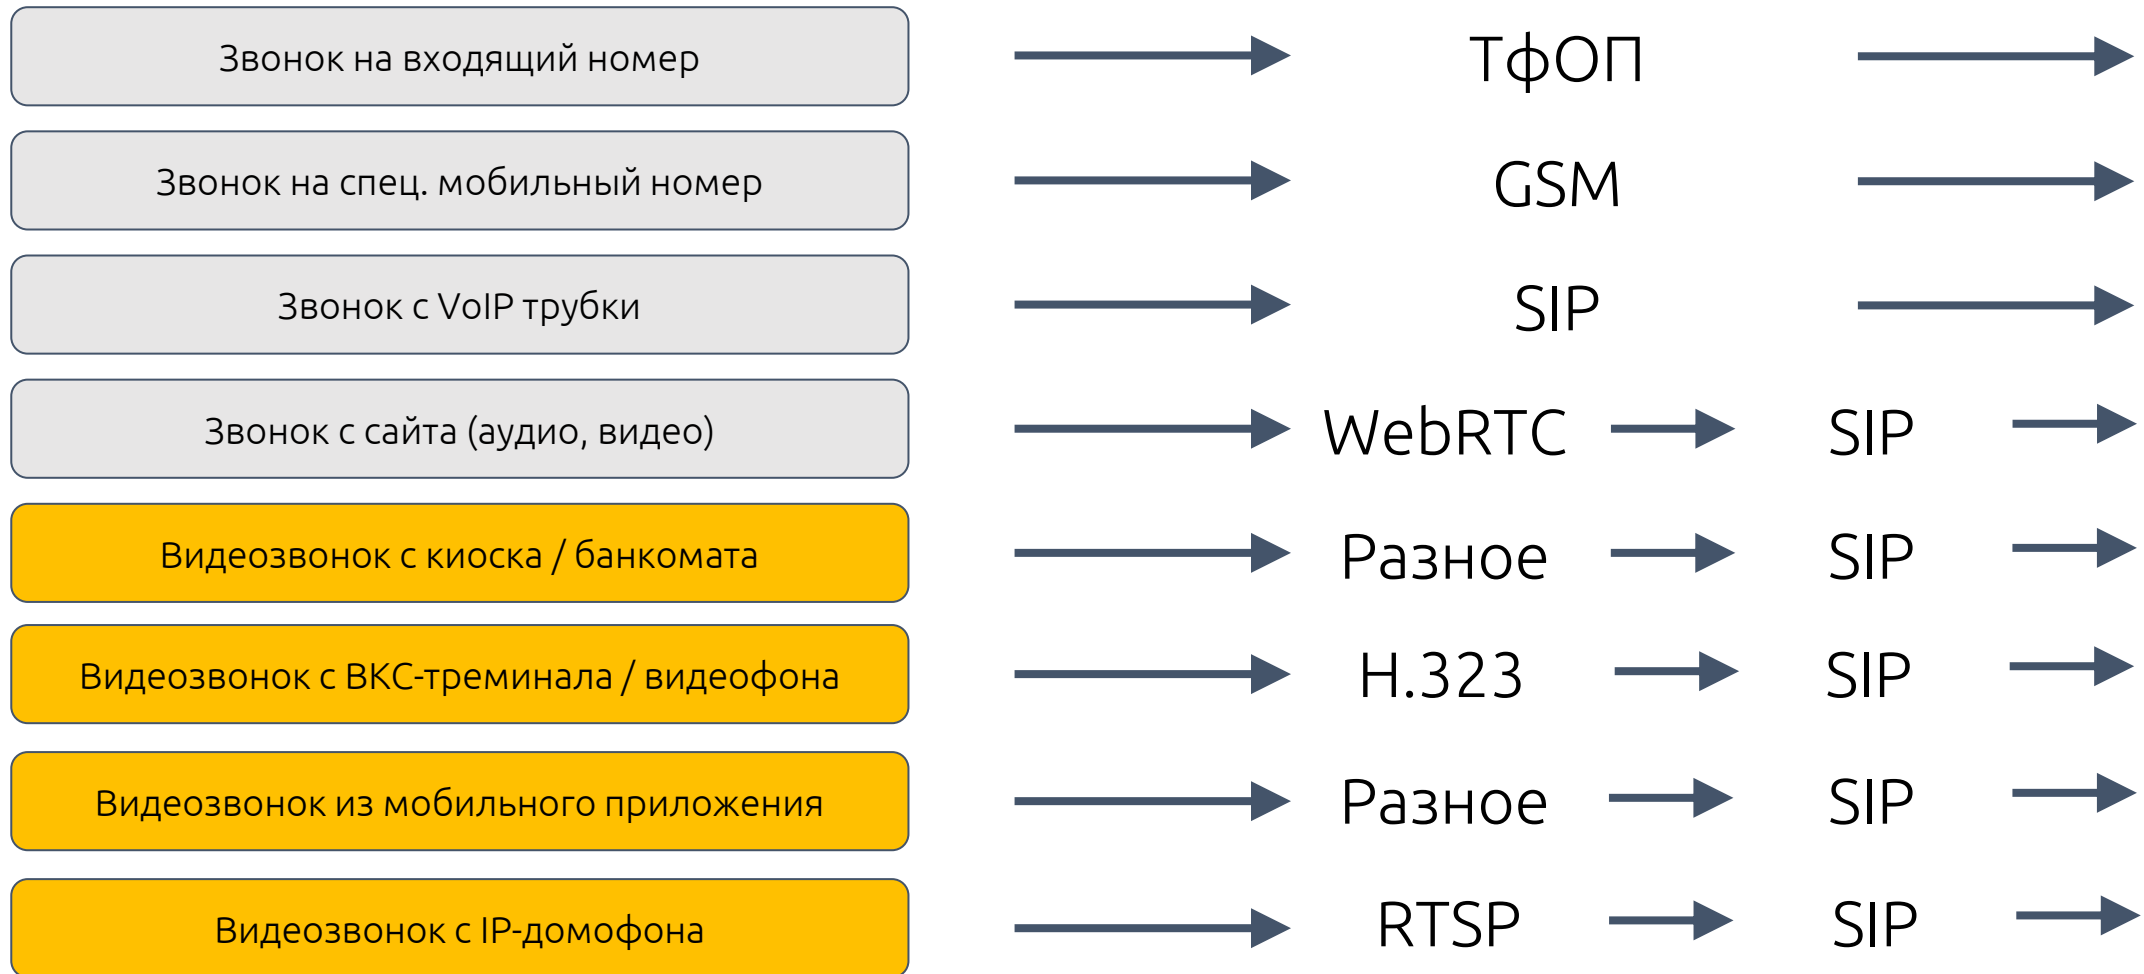 Звонок на входящий номер ТфОП
Звонок на спец. мобильный номер GSM
Звонок с VoIP трубки SIP
Звонок с сайта (аудио, видео) WebRTC SIP
Видеозвонок с киоска / банкомата Разное SIP
Видеозвонок с ВКС-треминала / видеофона H.323 SIP
Видеозвонок из мобильного приложения Разное SIP
Видеозвонок с IP-домофона RTSP SIP